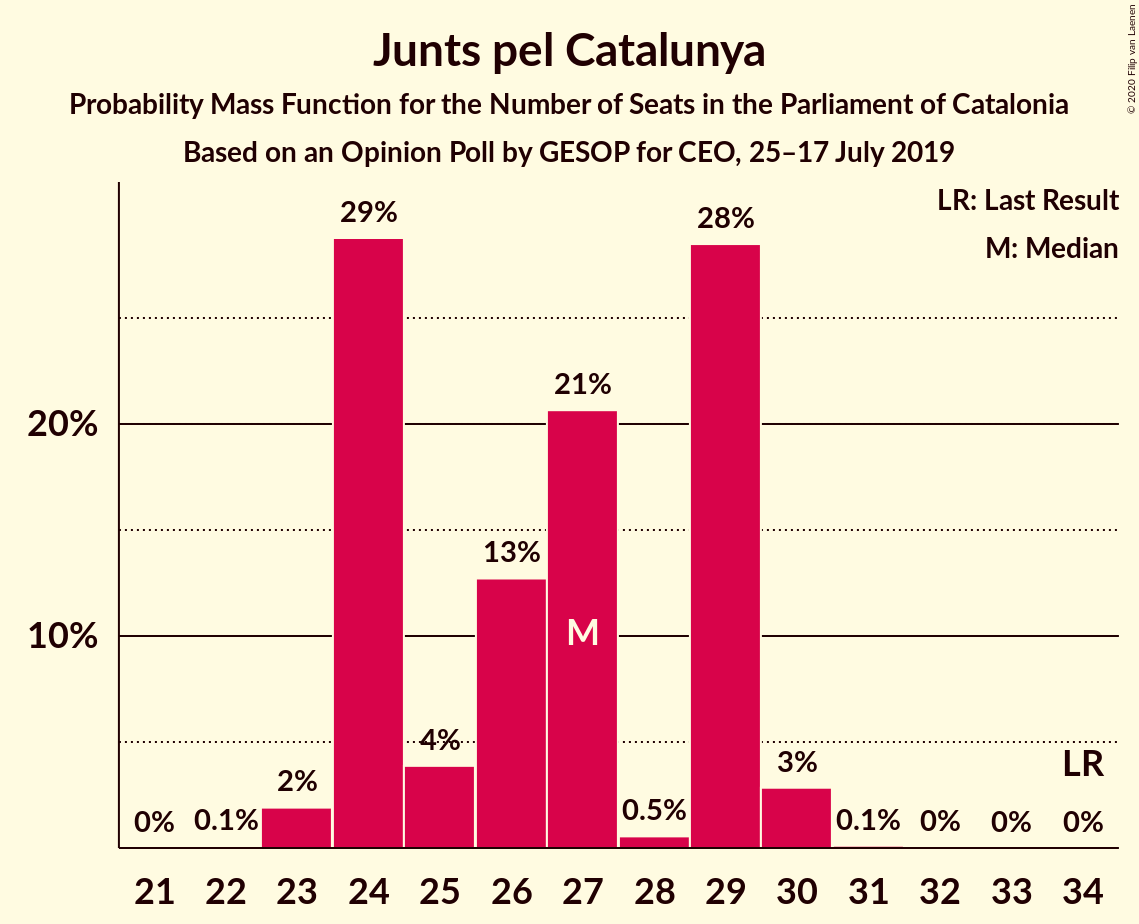 Junts pel Catalunya
Probability Mass Function for the Number of Seats in the Parliament of Catalonia
Based on an Opinion Poll by GESOP for CEO, 25–17 July 2019
© 2020 Filip van Laenen
LR: Last Result
M: Median
20%
10%
0%
0.1%
2%
29%
4%
13%
21%
M
0.5%
28%
3%
0.1%
0%
0%
LR
0%
21 22 23 24 25 26 27 28 29 30 31 32 33 34